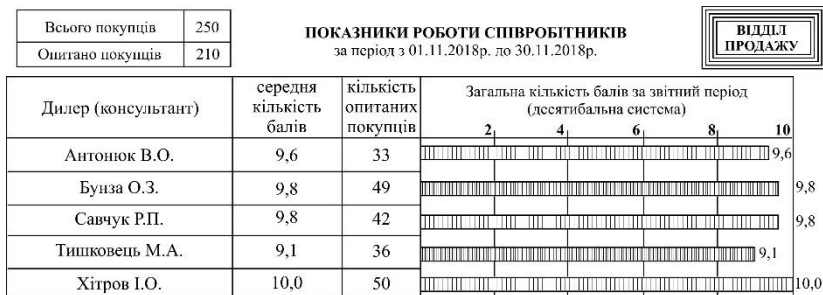 Всього покупців 250
Опитано покупців 210
ПОКАЗНИКИ РОБОТИ СПІВРОБІТНИКІВ
за період з 01.11.2018р. до 30.11.2018р.
ВІДДІЛ
ПРОДАЖУ
Дилер (консультант)
середня
кількість
балів
кількість
опитаних
покупців
Загальна кількість балів за звітний період
(десятибальна система)
2 4 6 8 10
Антонюк В.О. 9,6 33 9,6
Бунза О.З. 9,8 49 9,8
Савчук Р.П. 9,8 42 9,8
Тишковець М.А. 9,1 36 9,1
Хітров І.О. 10,0 50 10,0